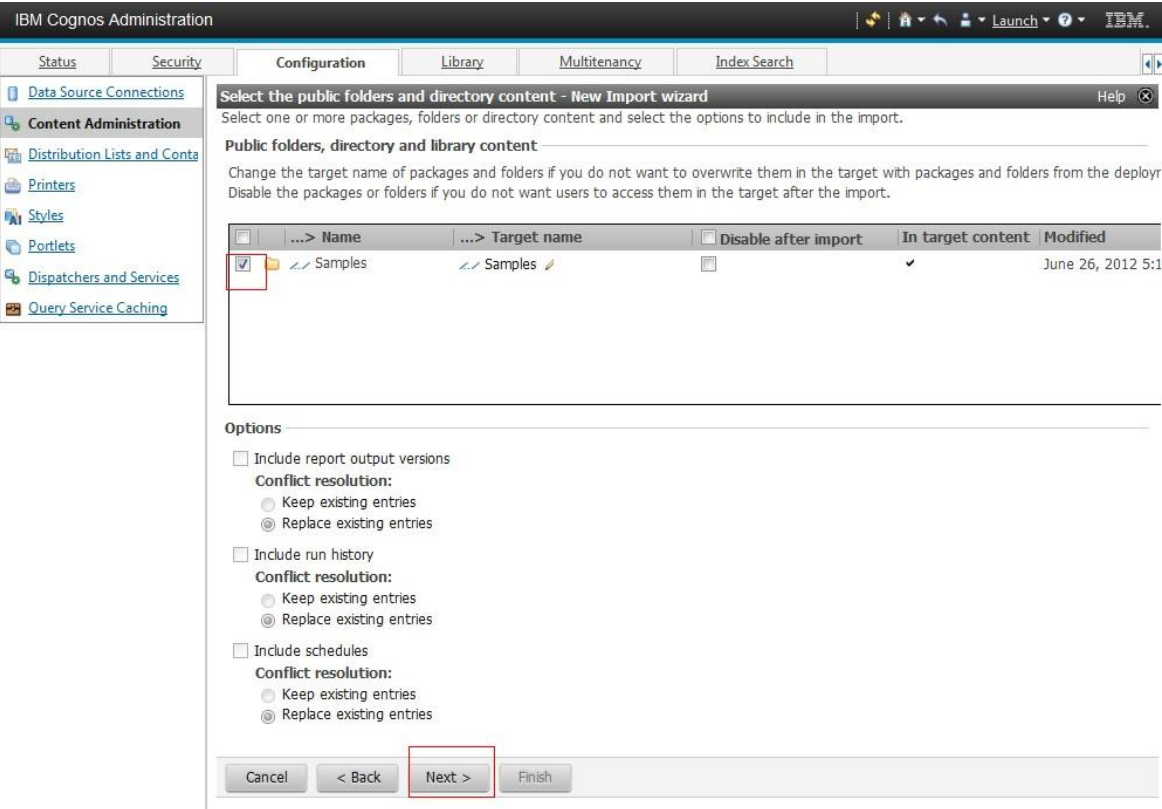 IBM Cognos Administration
Launch
IBM.
Status Security Configuration Library Multitenancy Index Search
Data Source Connections
Content Administration
Distribution Lists and Conta
Printers
Styles
Portlets
Dispatchers and Services
Query Service Caching
Select the public folders and directory content - New Import wizard Help
Select one or more packages, folders or directory content and select the options to include in the import.
Public folders, directory and library content
Change the target name of packages and folders if you do not want to overwrite them in the target with packages and folders from the deployr
Disable the packages or folders if you do not want users to access them in the target after the import.
...> Name ...> Target name Disable after import In target content Modified
...> Samples ...> Samples June 26, 2012 5:1
Options
Include report output versions
Conflict resolution:
Keep existing entries
Replace existing entries
Include run history
Conflict resolution:
Keep existing entries
Replace existing entries
Include schedules
Conflict resolution:
Keep existing entries
Replace existing entries
Cancel < Back Next > Finish